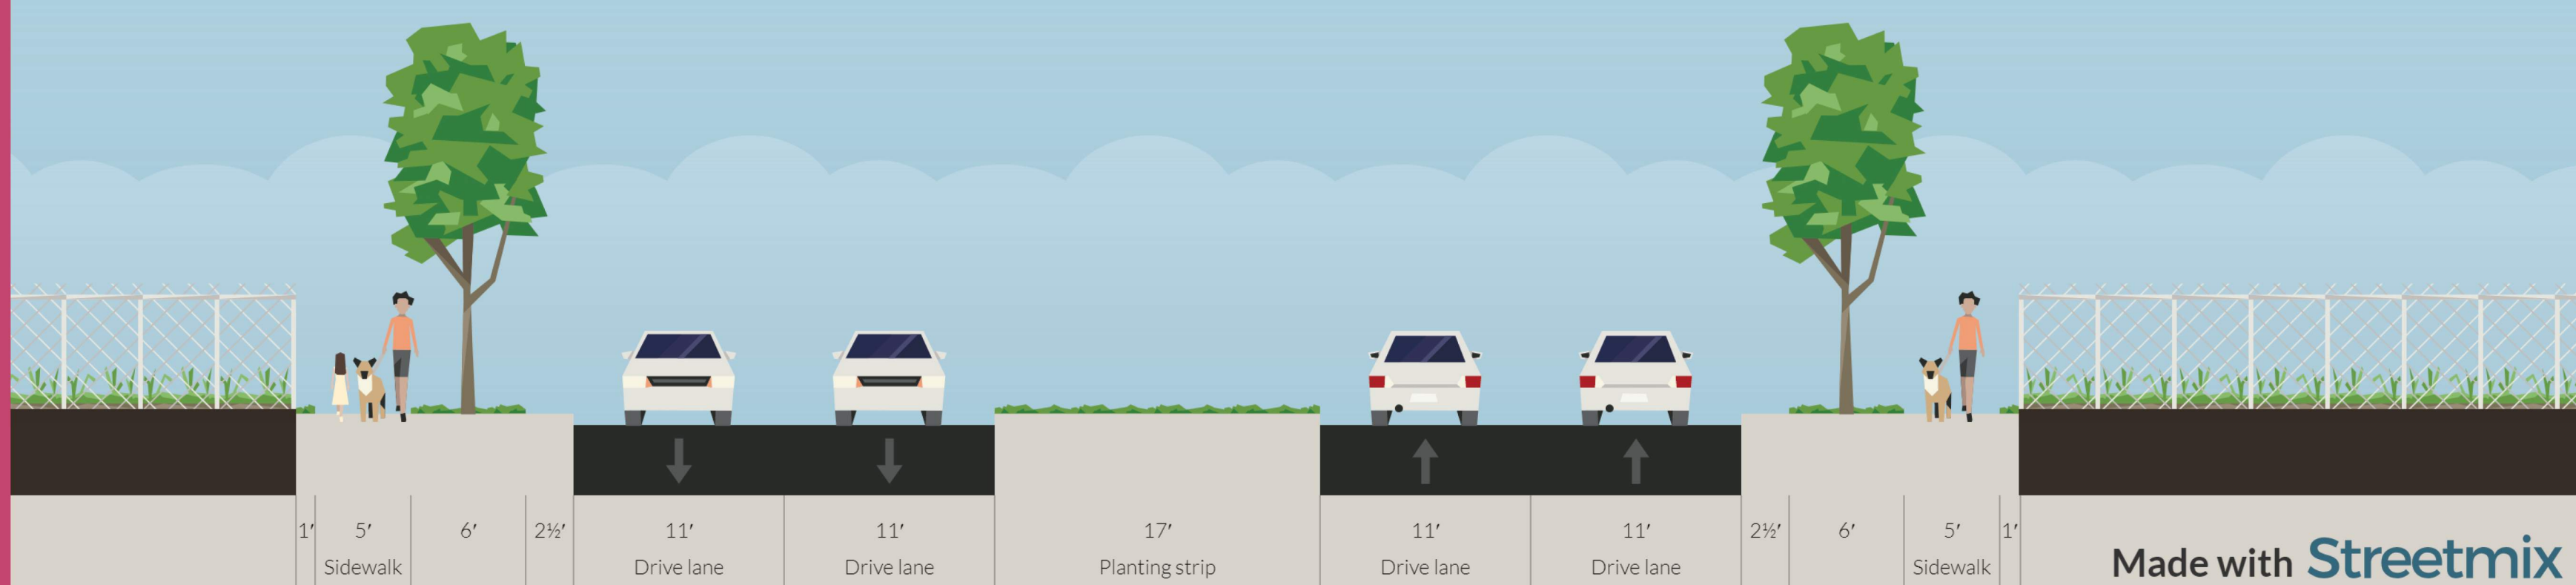 1′ 5′ 6′ 2½′ 11′ 11′ 17′ 11′ 11′ 2½′ 6′ 5′ 1′
Sidewalk Drive lane Drive lane Planting strip Drive lane Drive lane Sidewalk
Made with Streetmix